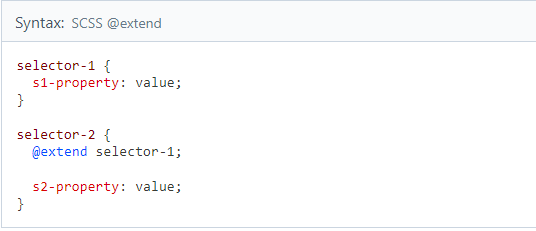 Syntax: SCSS @extend
selector-1 {
  s1-property: value;
}
selector-2 {
  @extend selector-1;
  s2-property: value;
}